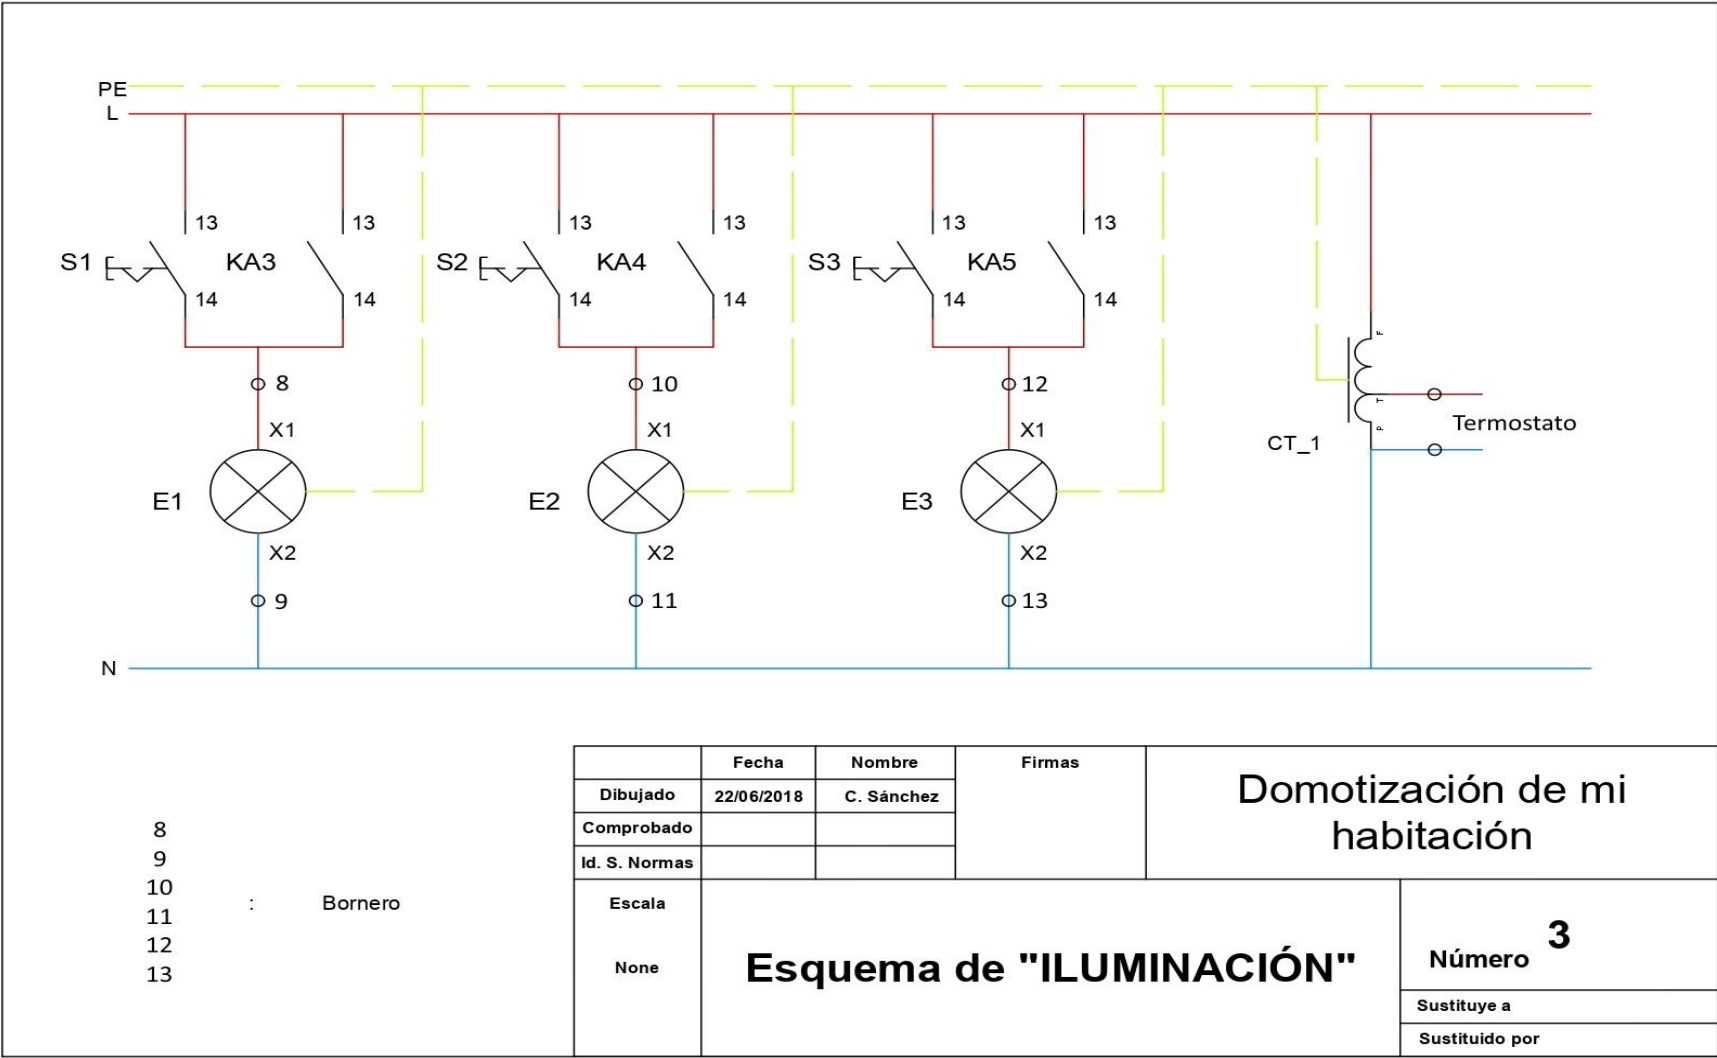 PE
L
13
13
13
13
13
13
S1
KA3
S2
KA4
S3
KA5
14
14
14
14
14
14
F
8
10
12
T
Termostato
P
X1
X1
X1
CT_1
E1
E2
E3
X2
X2
X2
9
11
13
N
Fecha
Nombre
Firmas
Dibujado
22/06/2018
C. Sánchez
Comprobado
Id. S. Normas
Domotización de mi
habitación
8
9
10
11
12
13
:
Bornero
Escala
None
Esquema de "ILUMINACIÓN"
Número
3
Sustituye a
Sustituido por